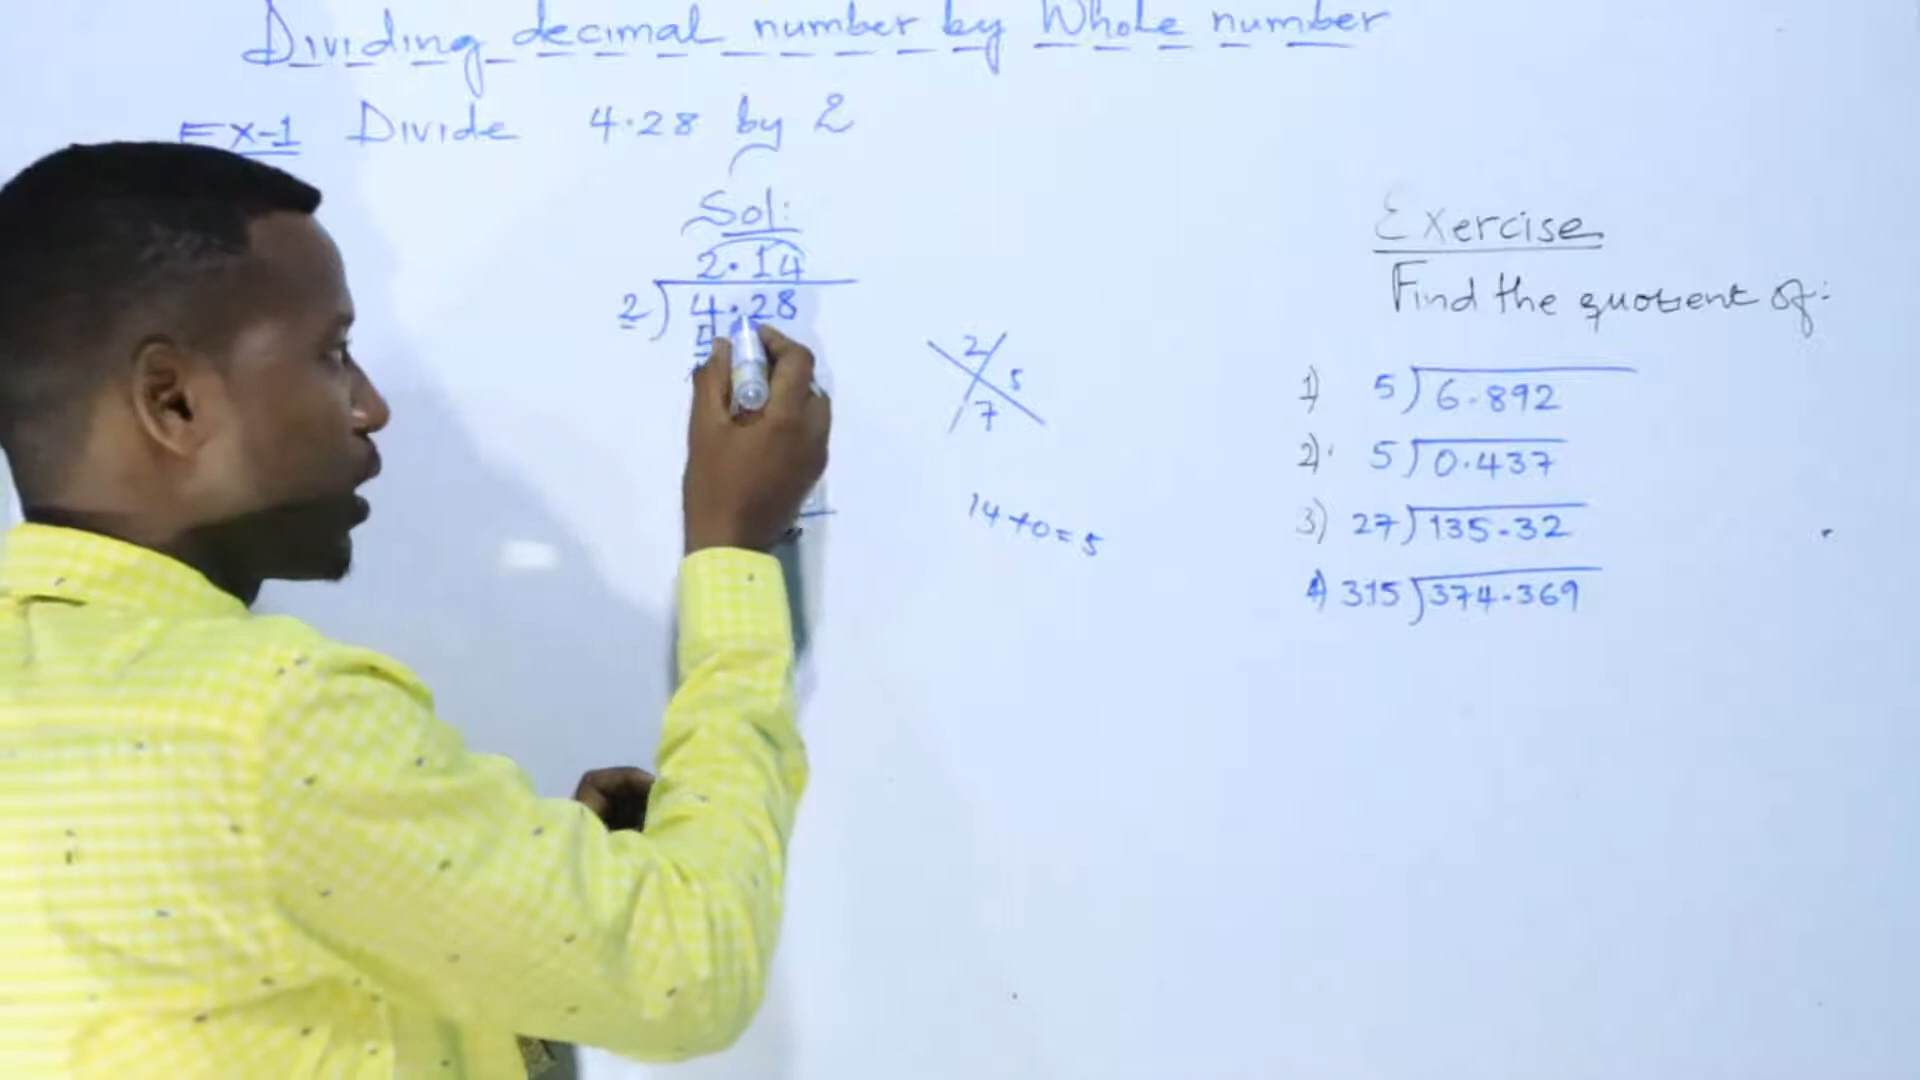 Dividing decimal number by Whole number
Ex-1 Divide 4.28 by 2
Sol:
2.14
2) 4.28
2
5
7
14+0=5
Exercise
Find the quotent of:
1) 5) 6.892
2) 5) 0.437
3) 27) 135.32
4) 315) 374.369